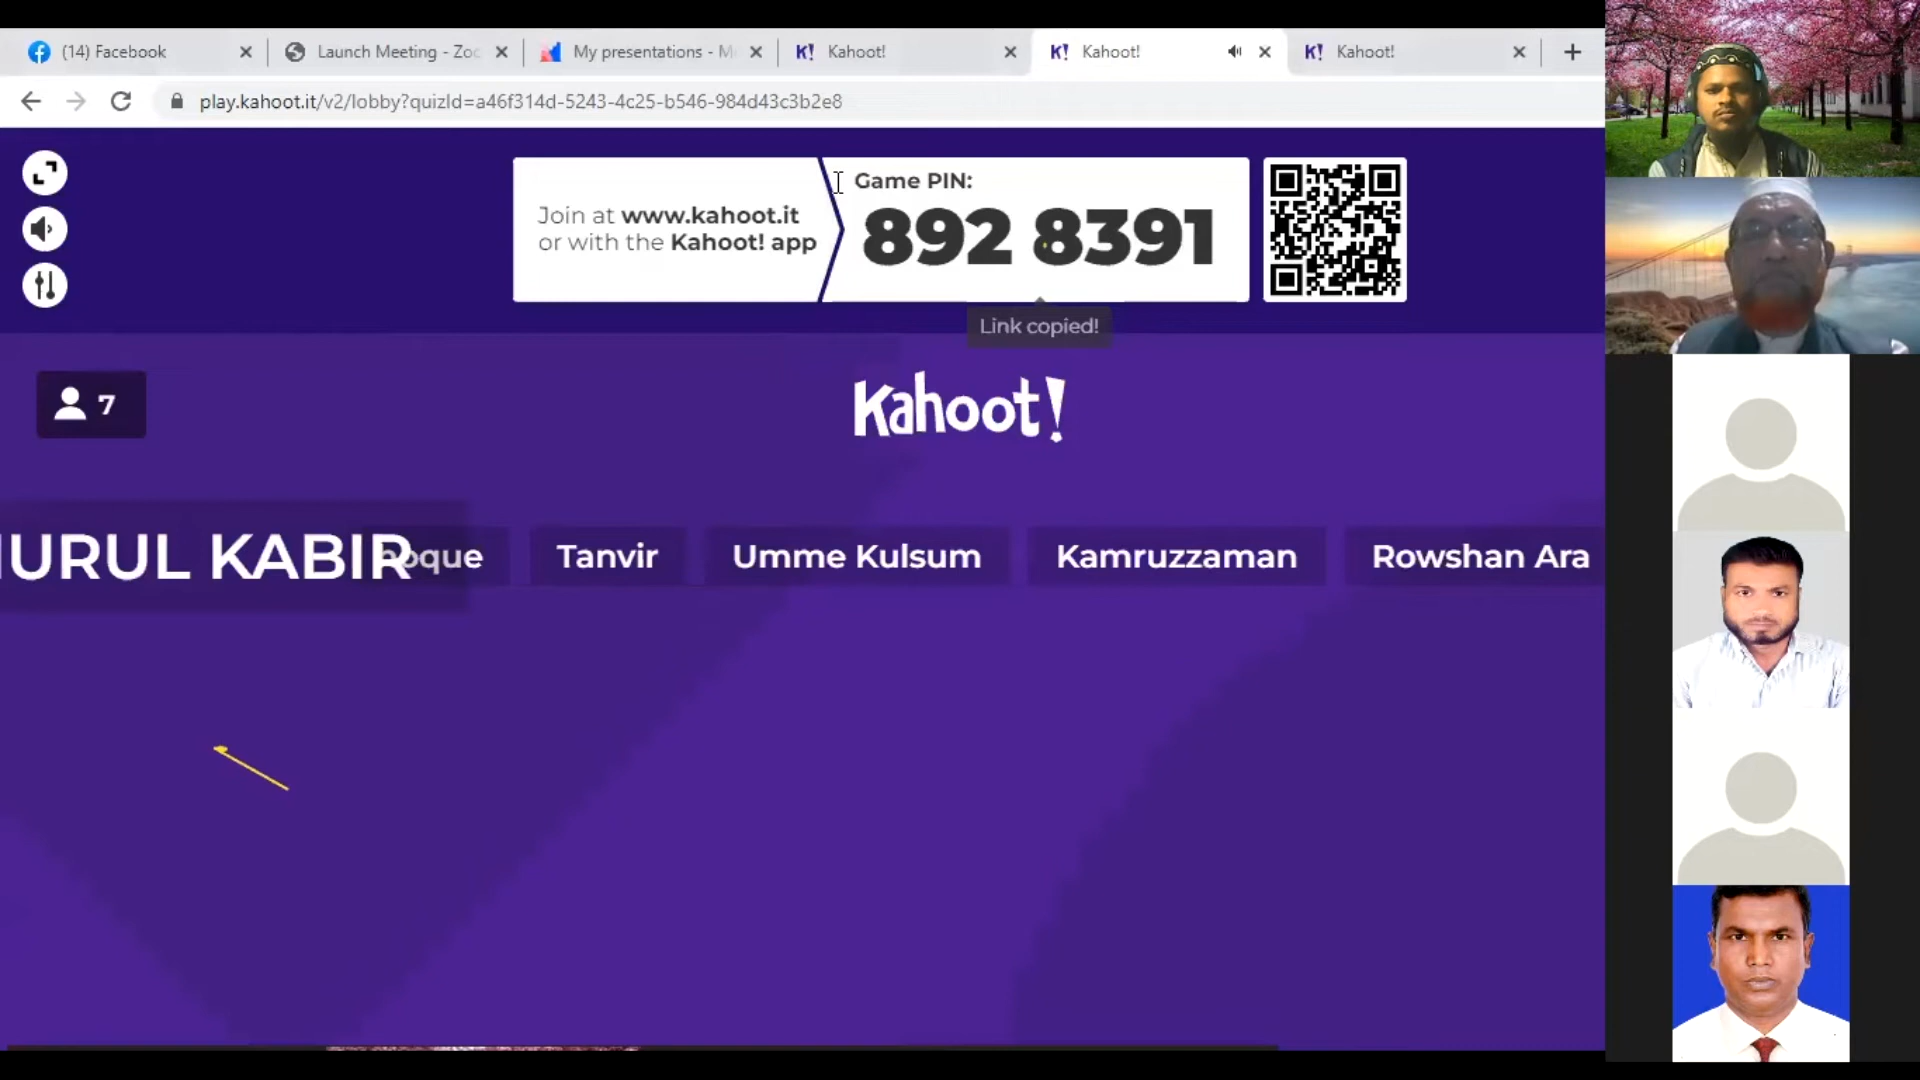 (14) Facebook
Launch Meeting - Zoo
My presentations - M
Kahoot!
Kahoot!
Kahoot!
play.kahoot.it/v2/lobby?quizId=a46f314d-5243-4c25-b546-984d43c3b2e8
Join at www.kahoot.it
or with the Kahoot! app
Game PIN:
892 8391
Link copied!
7
Kahoot!
URUL KABIR
oque
Tanvir
Umme Kulsum
Kamruzzaman
Rowshan Ara